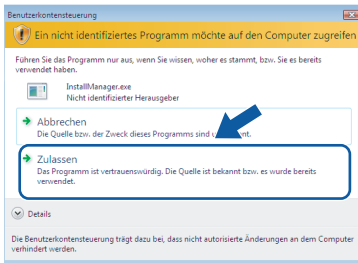 Benutzerkontensteuerung
Ein nicht identifiziertes Programm möchte auf den Computer zugreifen
Führen Sie das Programm nur aus, wenn Sie wissen, woher es stammt, bzw. Sie es bereits
verwendet haben.
InstallManager.exe
Nicht identifizierter Herausgeber
Abbrechen
Die Quelle bzw. der Zweck dieses Programms sind
Zulassen
Das Programm ist vertrauenswürdig. Die Quelle ist bekannt bzw. es wurde bereits
verwendet.
Details
Die Benutzerkontensteuerung trägt dazu bei, dass nicht autorisierte Änderungen an dem Computer
verhindert werden.